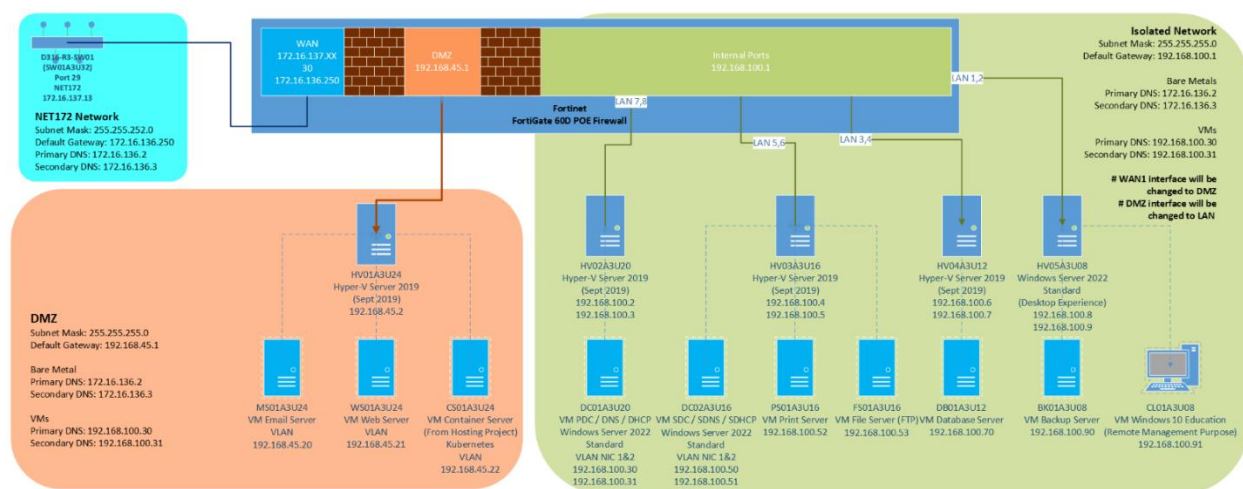 D316-R3-SW01
(SW01A3U32)
Port 29
NET172
172.16.137.13
NET172 Network
Subnet Mask: 255.255.252.0
Default Gateway: 172.16.136.250
Primary DNS: 172.16.136.2
Secondary DNS: 172.16.136.3
WAN
172.16.137.XX
30
172.16.136.250
DMZ
192.168.45.1
Internal Ports
192.168.100.1
Fortinet
FortiGate 60D POE Firewall
LAN 7,8
LAN 5,6
LAN 3,4
LAN 1,2
Isolated Network
Subnet Mask: 255.255.255.0
Default Gateway: 192.168.100.1
Bare Metals
Primary DNS: 172.16.136.2
Secondary DNS: 172.16.136.3
VMs
Primary DNS: 192.168.100.30
Secondary DNS: 192.168.100.31
# WAN1 interface will be
changed to DMZ
# DMZ interface will be
changed to LAN
DMZ
Subnet Mask: 255.255.255.0
Default Gateway: 192.168.45.1
Bare Metal
Primary DNS: 172.16.136.2
Secondary DNS: 172.16.136.3
VMs
Primary DNS: 192.168.100.30
Secondary DNS: 192.168.100.31
HV01A3U24
Hyper-V Server 2019
(Sept 2019)
192.168.45.2
MS01A3U24
VM Email Server
VLAN
192.168.45.20
WS01A3U24
VM Web Server
VLAN
192.168.45.21
CS01A3U24
VM Container Server
(From Hosting Project)
Kubernetes
VLAN
192.168.45.22
HV02A3U20
Hyper-V Server 2019
(Sept 2019)
192.168.100.2
192.168.100.3
HV03A3U16
Hyper-V Server 2019
(Sept 2019)
192.168.100.4
192.168.100.5
HV04A3U12
Hyper-V Server 2019
(Sept 2019)
192.168.100.6
192.168.100.7
HV05A3U08
Windows Server 2022
Standard
(Desktop Experience)
192.168.100.8
192.168.100.9
DC01A3U20
VM PDC / DNS / DHCP
Windows Server 2022
Standard
VLAN NIC 1&2
192.168.100.30
192.168.100.31
DC02A3U16
VM SDC / SDNS / SDHCP
Windows Server 2022
Standard
VLAN NIC 1&2
192.168.100.50
192.168.100.51
PS01A3U16
VM Print Server
192.168.100.52
FS01A3U16
VM File Server (FTP)
192.168.100.53
DB01A3U12
VM Database Server
192.168.100.70
BK01A3U08
VM Backup Server
192.168.100.90
CL01A3U08
VM Windows 10 Education
(Remote Management Purpose)
192.168.100.91